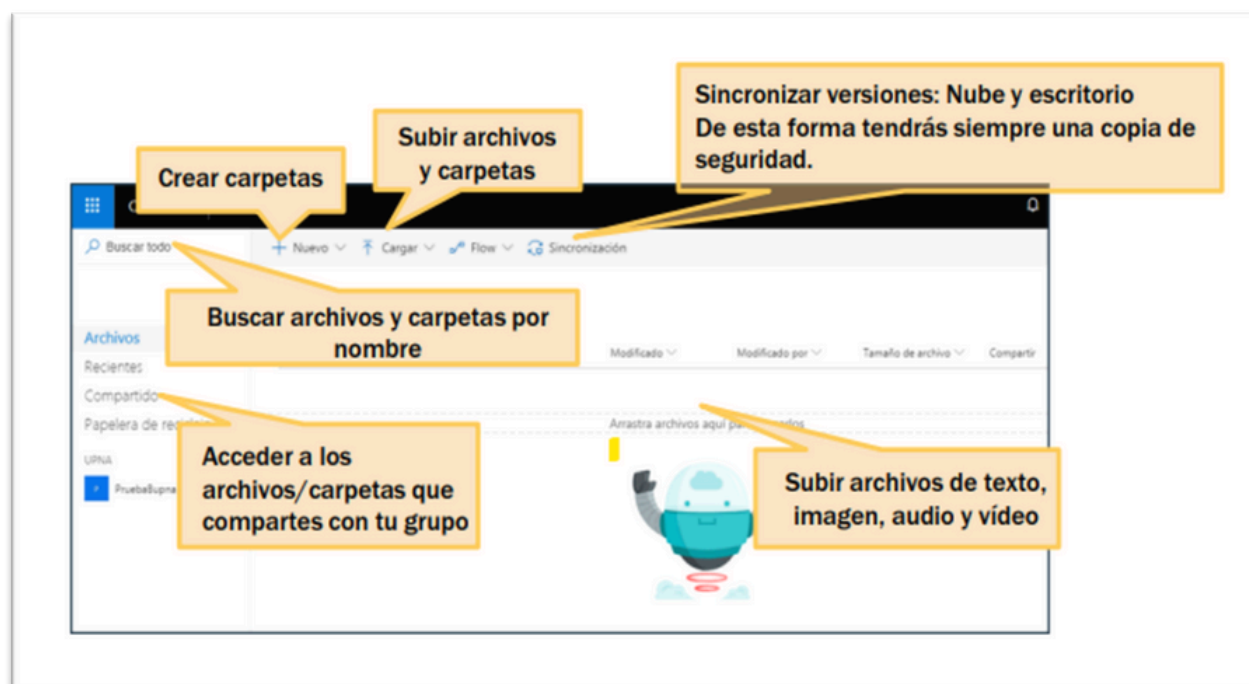 Sincronizar versiones: Nube y escritorio
De esta forma tendrás siempre una copia de
seguridad.
Subir archivos
y carpetas
Crear carpetas
Buscar todo
Nuevo
Cargar
Flow
Sincronización
Buscar archivos y carpetas por
nombre
Archivos
Recientes
Compartido
Papelera de
Modificado
Modificado por
Tamaño de archivo
Compartir
Arrastra archivos aquí
UPNA
PruebaBupna
Acceder a los
archivos/carpetas que
compartes con tu grupo
Subir archivos de texto,
imagen, audio y vídeo